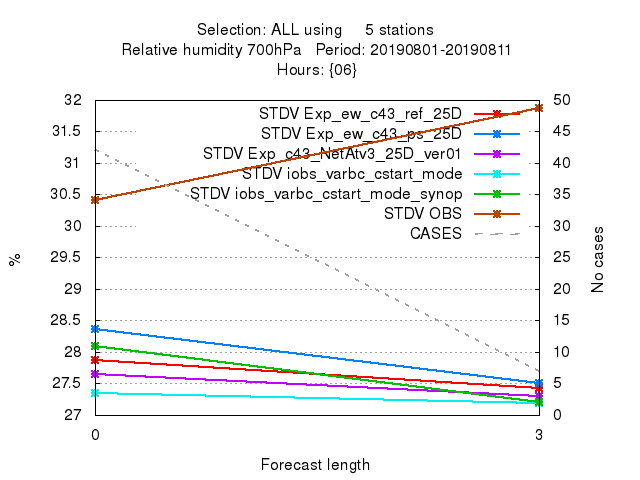 Selection: ALL using 5 stations
Relative humidity 700hPa Period: 20190801-20190811
Hours: {06}
32 50
STDV Exp_ew_c43_ref_25D
31.5 STDV Exp_ew_c43_ps_25D 45
31 STDV Exp_c43_NetAtv3_25D_ver01 40
STDV iobs_varbc_cstart_mode
30.5 STDV iobs_varbc_cstart_mode_synop 35
STDV OBS
30 CASES 30
29.5 25
% No cases
29 20
28.5 15
28 10
27.5 5
27 0
0 3
Forecast length